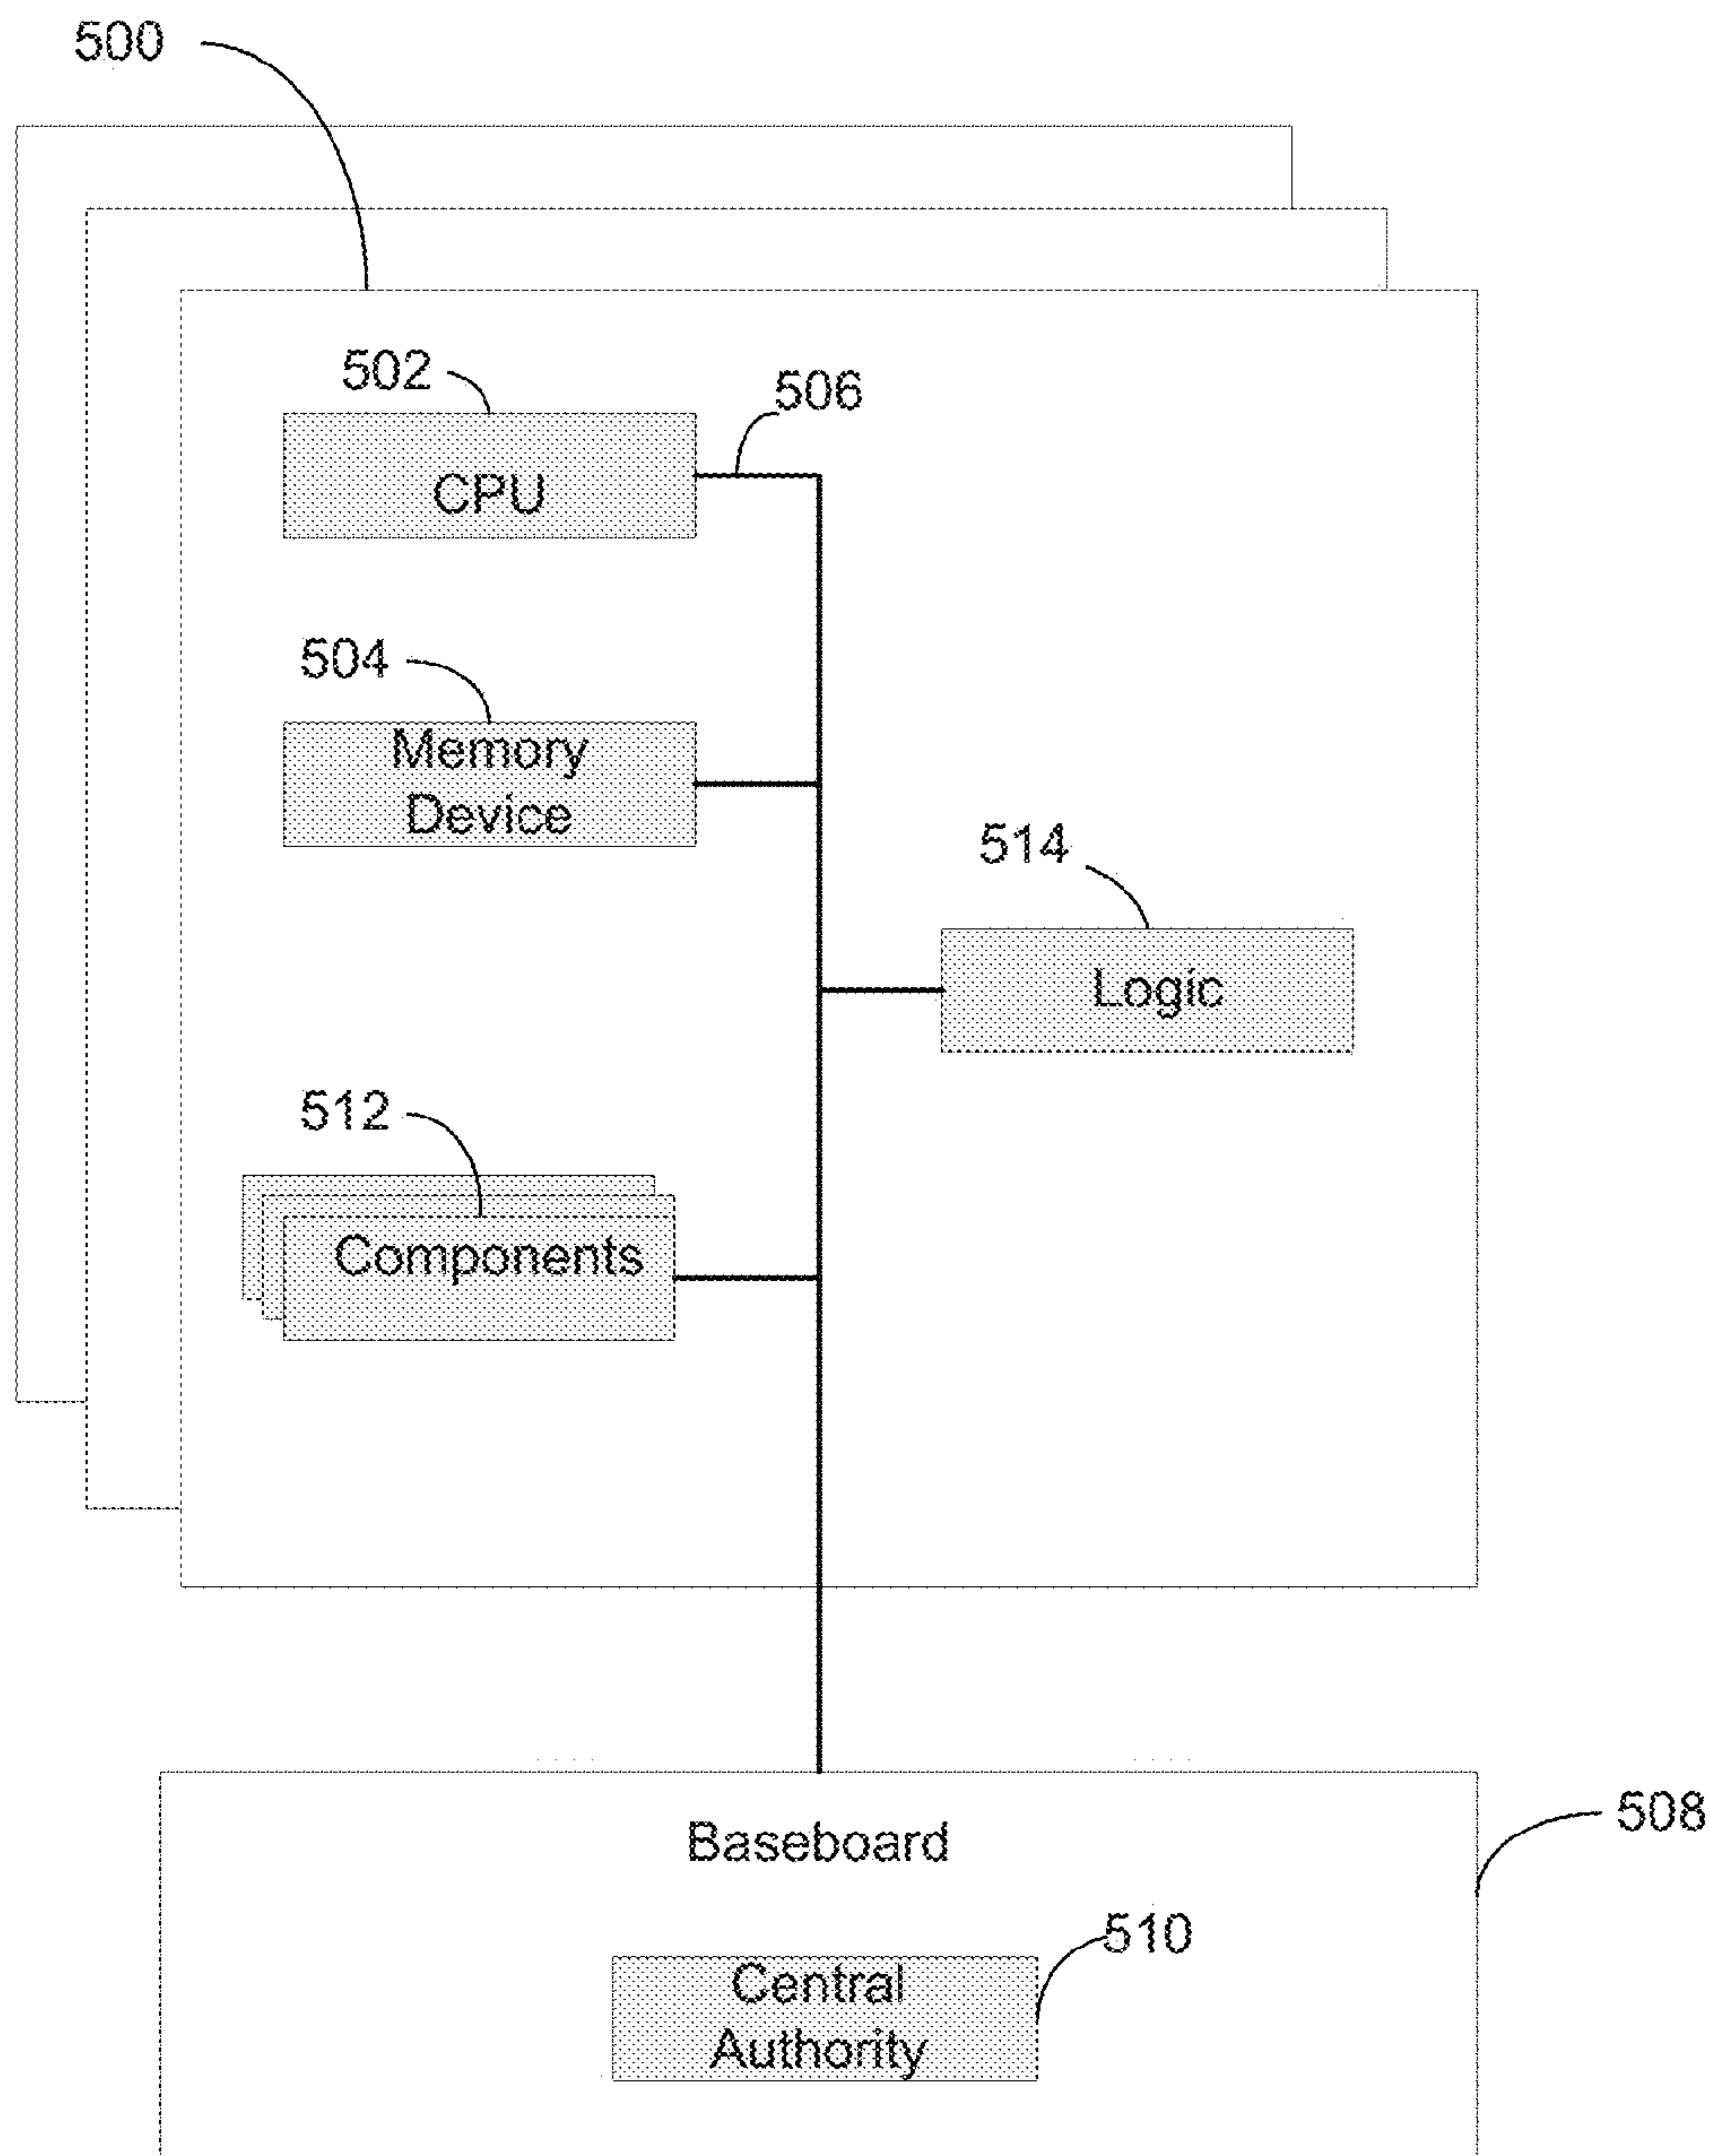 500
502
506
CPU
504
Memory
Device
514
Logic
512
Components
Baseboard
508
510
Central
Authority